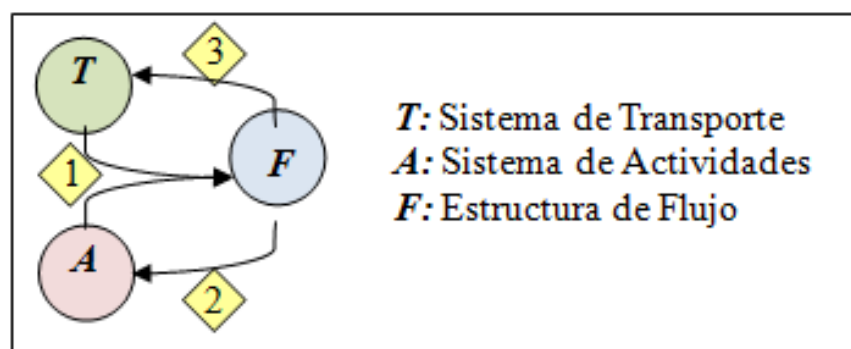 T
3
F
1
A
2
T: Sistema de Transporte
A: Sistema de Actividades
F: Estructura de Flujo